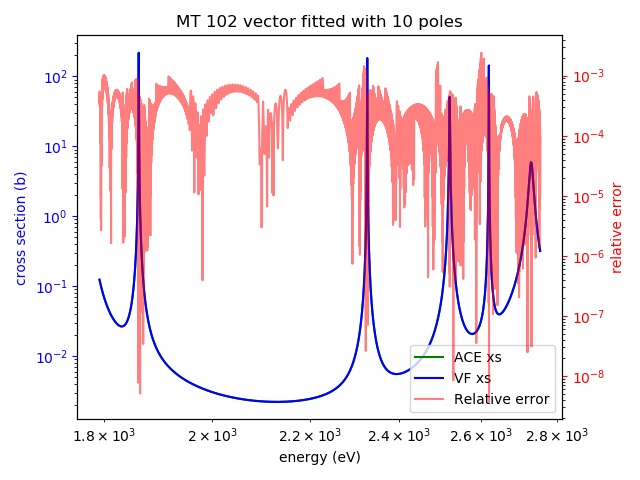 MT 102 vector fitted with 10 poles
10²
10¹
10⁰
10⁻¹
10⁻²
cross section (b)
10⁻³
10⁻⁴
10⁻⁵
10⁻⁶
10⁻⁷
10⁻⁸
relative error
ACE xs
VF xs
Relative error
1.8 × 10³ 2 × 10³ 2.2 × 10³ 2.4 × 10³ 2.6 × 10³ 2.8 × 10³
energy (eV)